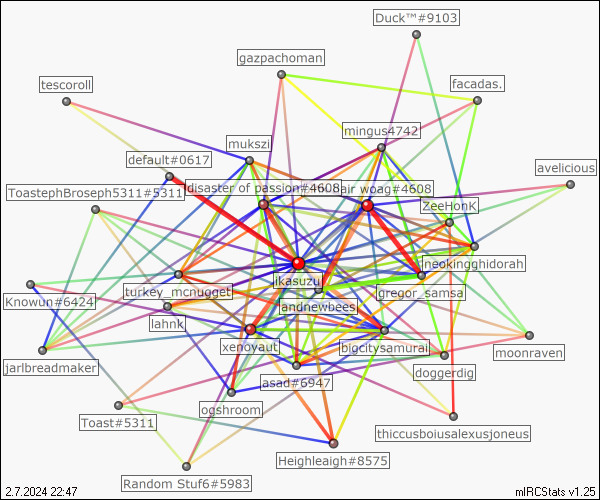 Duck™#9103
gazpachoman
tescoroll
facadas.
mingus4742
mukszi
default#0617
avelicious
disaster of passion#4608
air woag#4608
ToastephBroseph5311#5311
ZeeHonK
neokingghidorah
ikasuzu
turkey_mcnugget
gregor_samsa
Knowun#6424
landnewbees
lahnk
xenoyaut
bigcitysamurai
moonraven
jarlbreadmaker
doggerdig
asad#6947
ogshroom
Toast#5311
thiccusboiusalexusjoneus
Heighleaigh#8575
Random Stuf6#5983
2.7.2024 22:47
mIRCStats v1.25